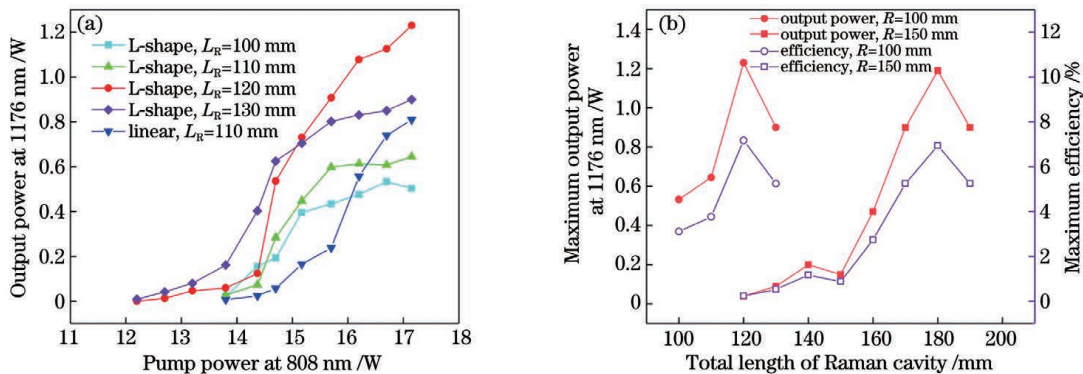 (a)
L-shape, LR=100 mm
L-shape, LR=110 mm
L-shape, LR=120 mm
L-shape, LR=130 mm
linear, LR=110 mm
Output power at 1176 nm /W
1.2
1.0
0.8
0.6
0.4
0.2
0
11 12 13 14 15 16 17 18
Pump power at 808 nm /W
(b)
output power, R=100 mm
output power, R=150 mm
efficiency, R=100 mm
efficiency, R=150 mm
Maximum output power
at 1176 nm /W
1.4
1.2
1.0
0.8
0.6
0.4
0.2
0
12
10
8
6
4
2
0
Maximum efficiency /%
100 120 140 160 180 200
Total length of Raman cavity /mm